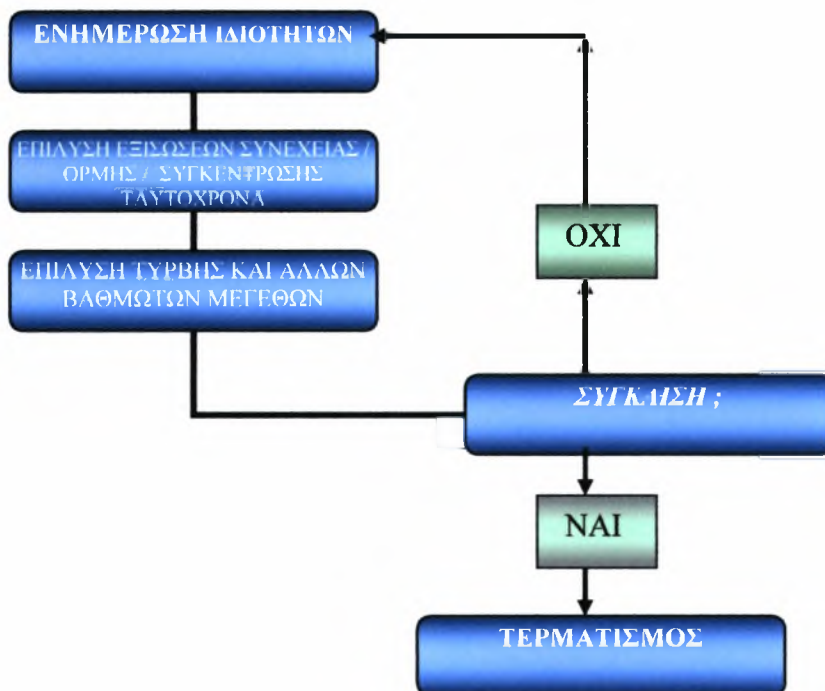 ΕΝΗΜΕΡΩΣΗ ΙΔΙΟΤΗΤΩΝ
ΕΠΙΛΥΣΗ ΕΞΙΣΩΣΕΩΝ ΣΥΝΕΧΕΙΑΣ /
ΟΡΜΗΣ / ΣΥΓΚΕΝΤΡΩΣΗΣ
ΤΑΥΤΟΧΡΟΝΑ
ΟΧΙ
ΕΠΙΛΥΣΗ ΤΥΡΒΗΣ ΚΑΙ ΑΛΛΩΝ
ΒΑΘΜΩΤΩΝ ΜΕΓΕΘΩΝ
ΣΥΓΚΛΙΣΗ ;
ΝΑΙ
ΤΕΡΜΑΤΙΣΜΟΣ